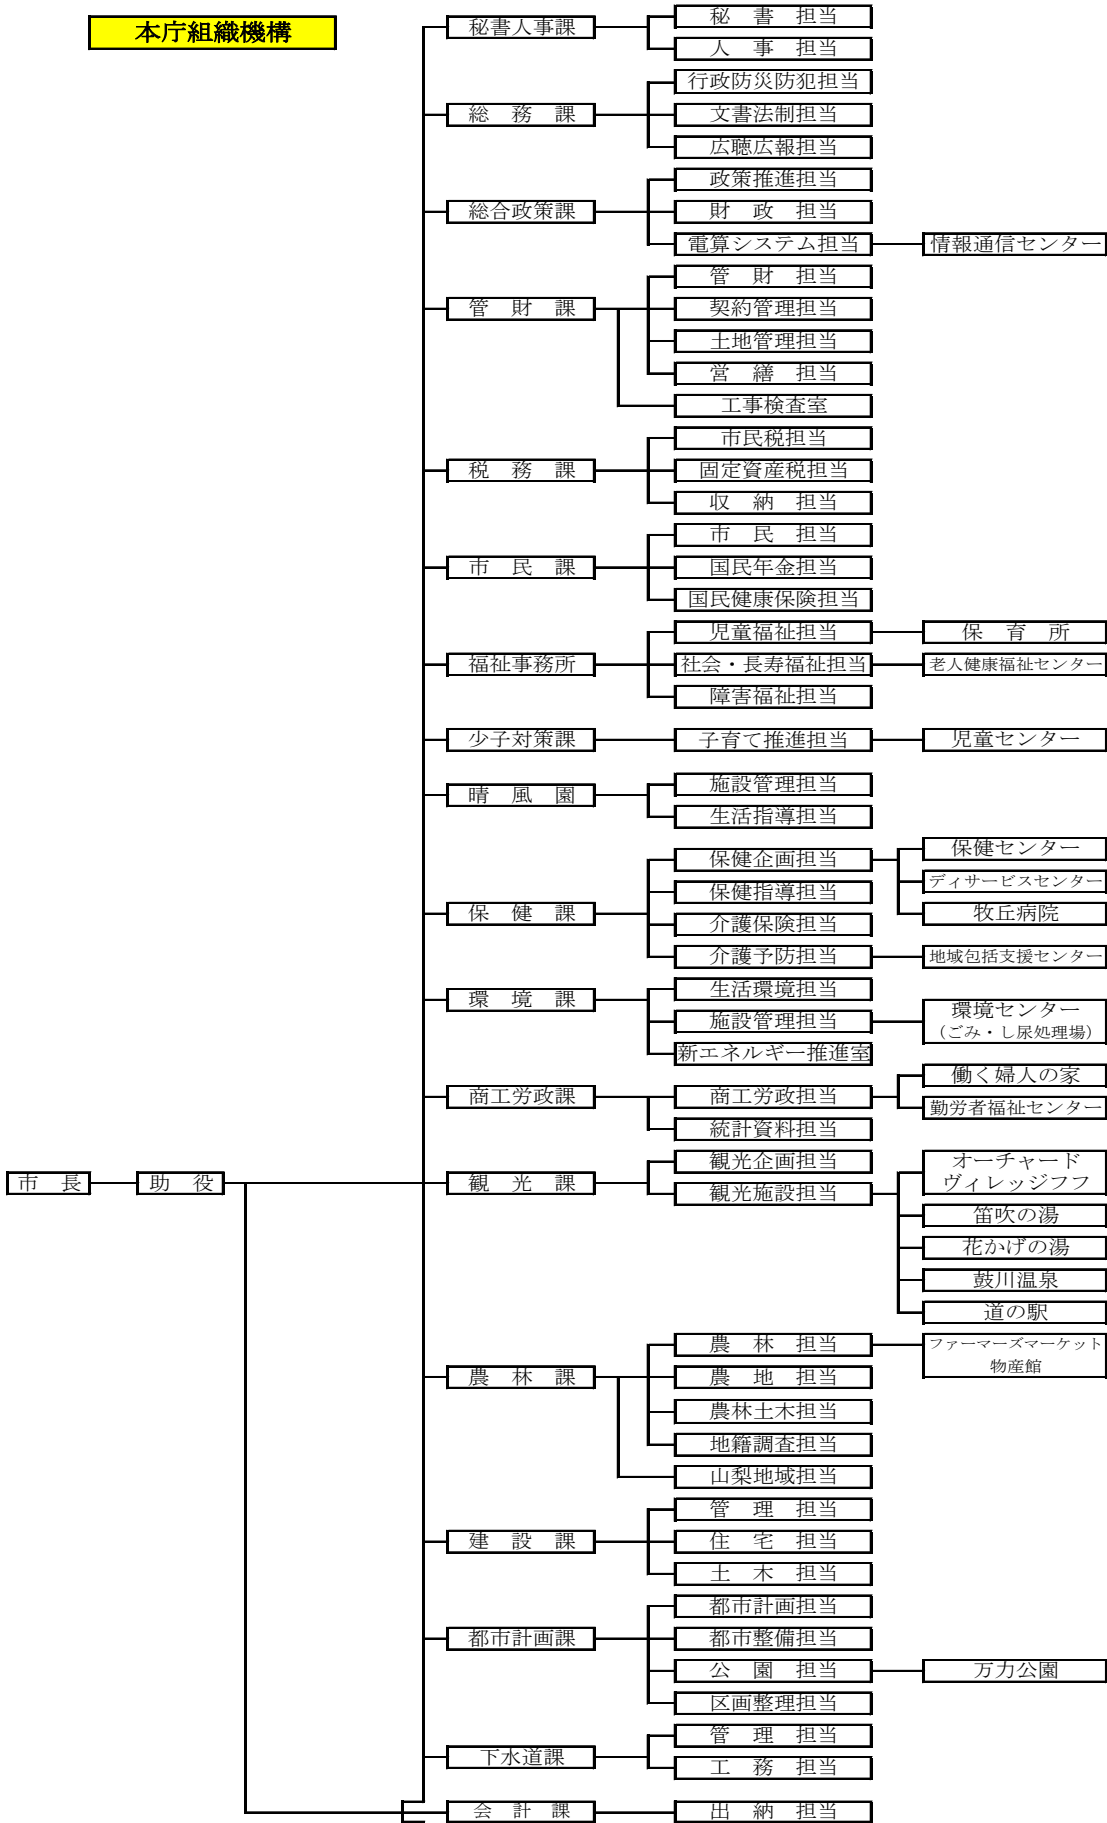 本庁組織機構
秘書人事課
秘書 担当
人事 担当
総務課
行政防災防犯担当
文書法制担当
広聴広報担当
総合政策課
政策推進担当
財政 担当
電算システム担当
情報通信センター
管財課
管財 担当
契約管理担当
土地管理担当
営繕 担当
工事検査室
税務課
市民税担当
固定資産税担当
収納 担当
市民課
市民 担当
国民年金担当
国民健康保険担当
福祉事務所
児童福祉担当
保育所
社会・長寿福祉担当
老人健康福祉センター
障害福祉担当
少子対策課
子育て推進担当
児童センター
晴風園
施設管理担当
生活指導担当
保健課
保健企画担当
保健センター
ディサービスセンター
牧丘病院
保健指導担当
介護保険担当
介護予防担当
地域包括支援センター
環境課
生活環境担当
施設管理担当
環境センター
(ごみ・し尿処理場)
新エネルギー推進室
商工労政課
商工労政担当
働く婦人の家
勤労者福祉センター
統計資料担当
市長
助役
観光課
観光企画担当
観光施設担当
オーチャード
ヴィレッジフフ
笛吹の湯
花かげの湯
鼓川温泉
道の駅
農林課
農林 担当
ファーマーズマーケット
物産館
農地 担当
農林土木担当
地籍調査担当
山梨地域担当
建設課
管理 担当
住宅 担当
土木 担当
都市計画課
都市計画担当
都市整備担当
公園 担当
万力公園
区画整理担当
下水道課
管理 担当
工務 担当
会計課
出納 担当